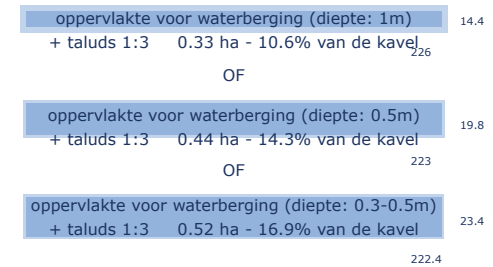 oppervlakte voor waterberging (diepte: 1m)
14.4
+ taluds 1:3 0.33 ha - 10.6% van de kavel
226
OF
oppervlakte voor waterberging (diepte: 0.5m)
19.8
+ taluds 1:3 0.44 ha - 14.3% van de kavel
223
OF
oppervlakte voor waterberging (diepte: 0.3-0.5m)
23.4
+ taluds 1:3 0.52 ha - 16.9% van de kavel
222.4